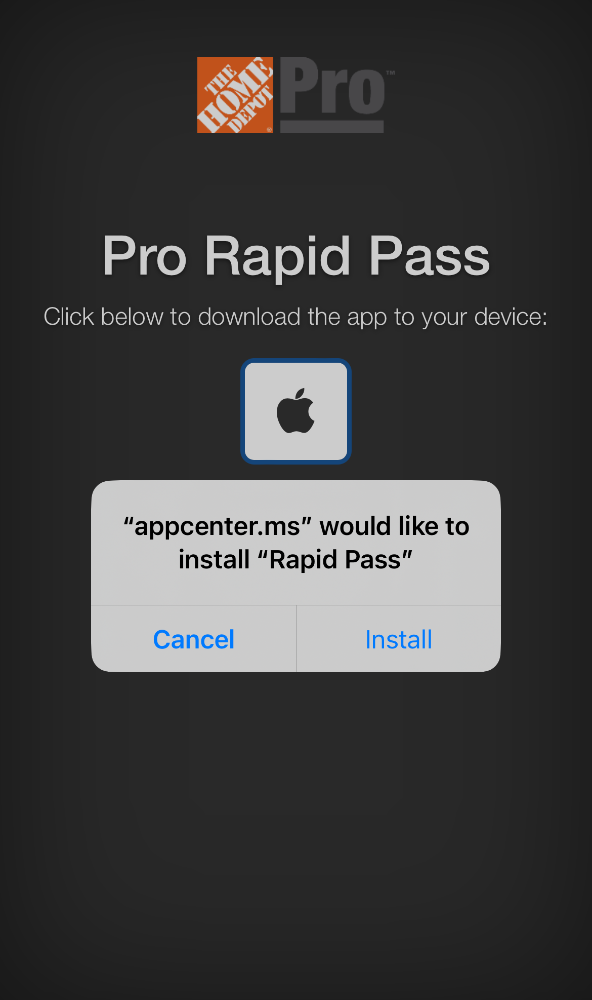 THE
HOME
DEPOT
®
Pro™
Pro Rapid Pass
Click below to download the app to your device:
“appcenter.ms” would like to
install “Rapid Pass”
Cancel
Install